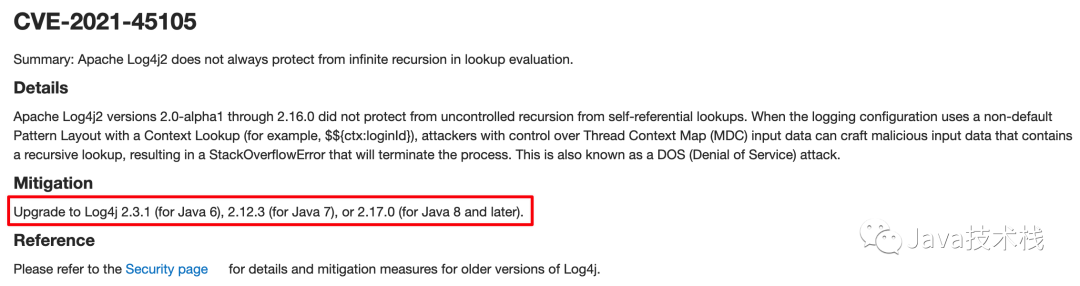 CVE-2021-45105
Summary: Apache Log4j2 does not always protect from infinite recursion in lookup evaluation.
Details
Apache Log4j2 versions 2.0-alpha1 through 2.16.0 did not protect from uncontrolled recursion from self-referential lookups. When the logging configuration uses a non-default
Pattern Layout with a Context Lookup (for example, $${ctx:loginId}), attackers with control over Thread Context Map (MDC) input data can craft malicious input data that contains
a recursive lookup, resulting in a StackOverflowError that will terminate the process. This is also known as a DOS (Denial of Service) attack.
Mitigation
Upgrade to Log4j 2.3.1 (for Java 6), 2.12.3 (for Java 7), or 2.17.0 (for Java 8 and later).
Reference
Java技术栈
Please refer to the Security page for details and mitigation measures for older versions of Log4j.